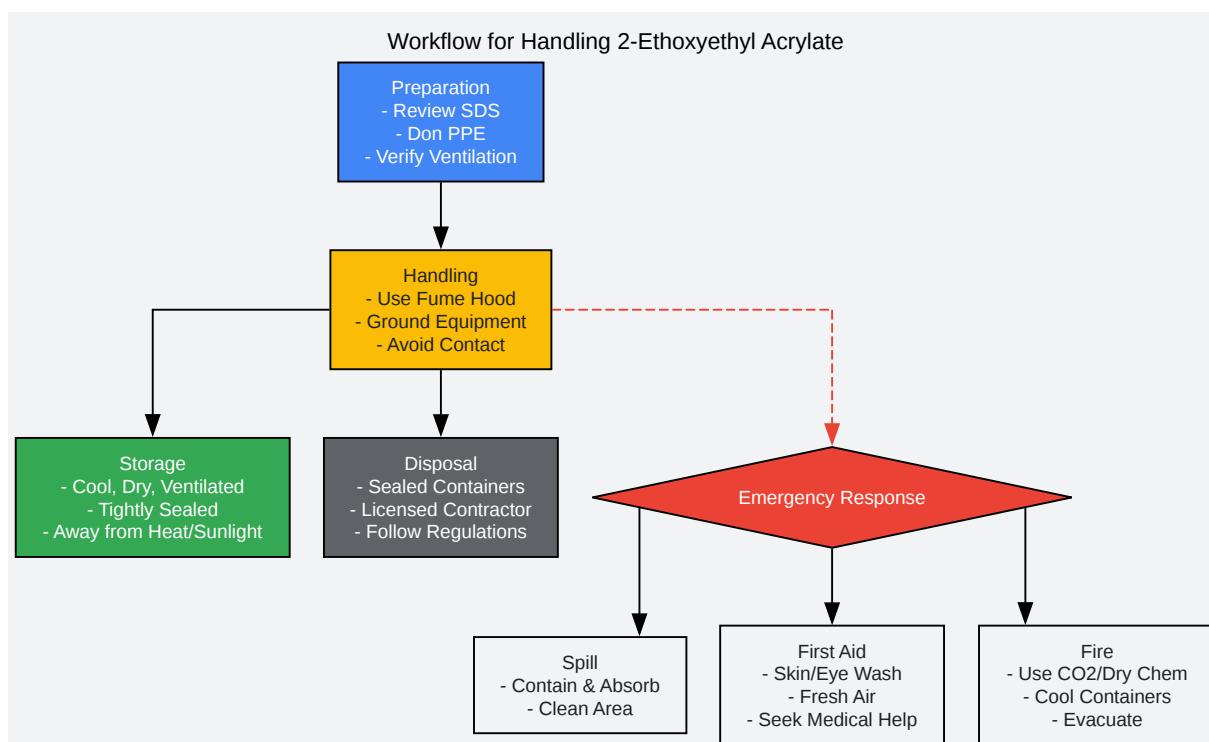 Workflow for Handling 2-Ethoxyethyl Acrylate
Preparation
- Review SDS
- Don PPE
- Verify Ventilation
Handling
- Use Fume Hood
- Ground Equipment
- Avoid Contact
Storage
- Cool, Dry, Ventilated
- Tightly Sealed
- Away from Heat/Sunlight
Disposal
- Sealed Containers
- Licensed Contractor
- Follow Regulations
Emergency Response
Spill
- Contain & Absorb
- Clean Area
First Aid
- Skin/Eye Wash
- Fresh Air
- Seek Medical Help
Fire
- Use CO2/Dry Chem
- Cool Containers
- Evacuate